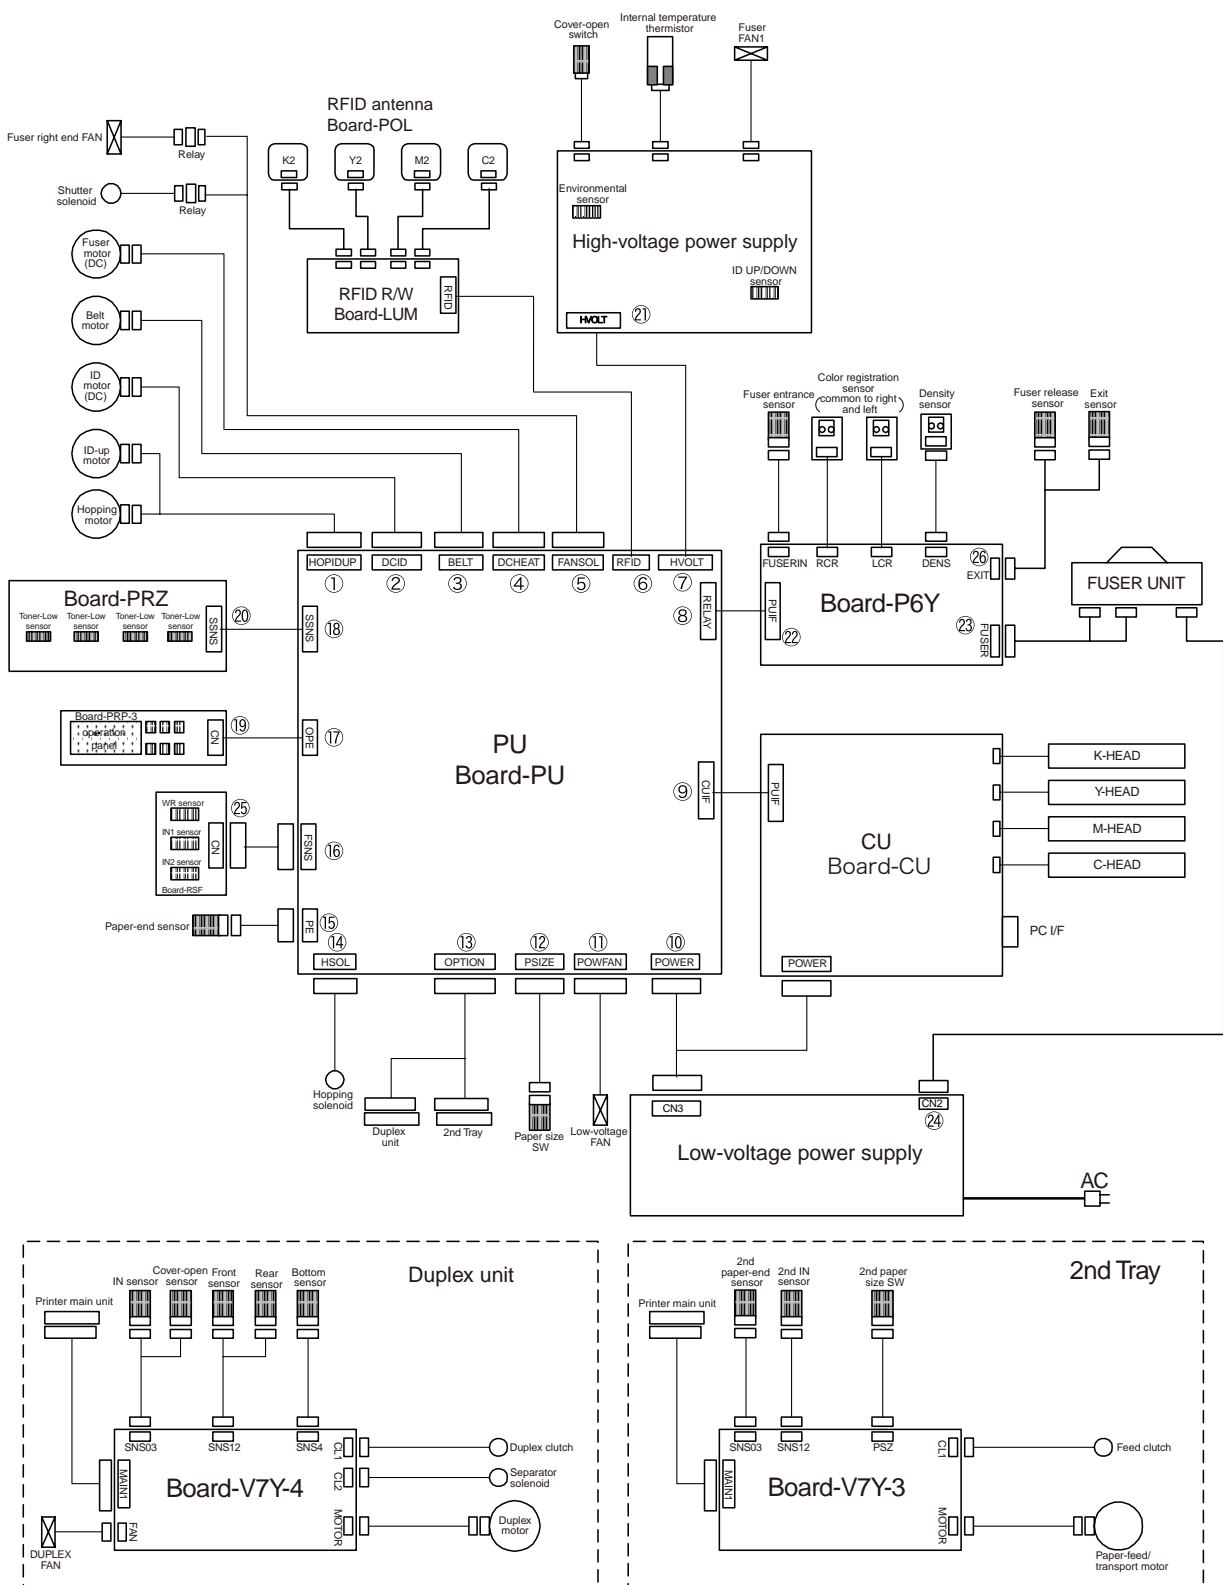 Cover-open
switch
Internal temperature
thermistor
Fuser
FAN1
RFID antenna
Board-POL
Fuser right end FAN
Relay
K2
Y2
M2
C2
Shutter
solenoid
Relay
Environmental
sensor
High-voltage power supply
ID UP/DOWN
sensor
HVOLT
㉑
Fuser
motor
(DC)
RFID R/W
Board-LUM
RFID
Belt
motor
ID
motor
(DC)
ID-up
motor
Hopping
motor
Fuser entrance
sensor
Color registration
sensor
(common to right)
and left
Density
sensor
Fuser release
sensor
Exit
sensor
HOPIDUP
DCID
BELT
DCHEAT
FANSOL
RFID
HVOLT
①
②
③
④
⑤
⑥
⑦
FUSERIN
RCR
LCR
DENS
㉖
EXIT
FUSER UNIT
Board-PRZ
Toner-Low
sensor
Toner-Low
sensor
Toner-Low
sensor
Toner-Low
sensor
SSNS
⑳
SSNS
⑱
⑧
RELAY
PUIF
㉒
Board-P6Y
㉓
FUSER
Board-PRP-3
operation
panel
CN
⑲
OPE
⑰
PU
Board-PU
⑨
CUIF
PUIF
CU
Board-CU
K-HEAD
Y-HEAD
M-HEAD
C-HEAD
PC I/F
POWER
WR sensor
IN1 sensor
IN2 sensor
Board-RSF
CN
㉕
FSNS
⑯
Paper-end sensor
PE
⑮
⑭
⑬
⑫
⑪
⑩
HSOL
OPTION
PSIZE
POWFAN
POWER
Hopping
solenoid
Duplex
unit
2nd Tray
Paper size
SW
Low-voltage
FAN
CN3
CN2
㉔
Low-voltage power supply
AC
Duplex unit
Printer main unit
IN sensor
Cover-open
sensor
Front
sensor
Rear
sensor
Bottom
sensor
SNS03
SNS12
SNS4
MAIN1
FAN
Board-V7Y-4
CL1
CL2
MOTOR
Duplex clutch
Separator
solenoid
Duplex
motor
DUPLEX
FAN
2nd Tray
Printer main unit
2nd
paper-end
sensor
2nd IN
sensor
2nd paper
size SW
SNS03
SNS12
PSZ
MAIN1
Board-V7Y-3
CL1
MOTOR
Feed clutch
Paper-feed/
transport motor